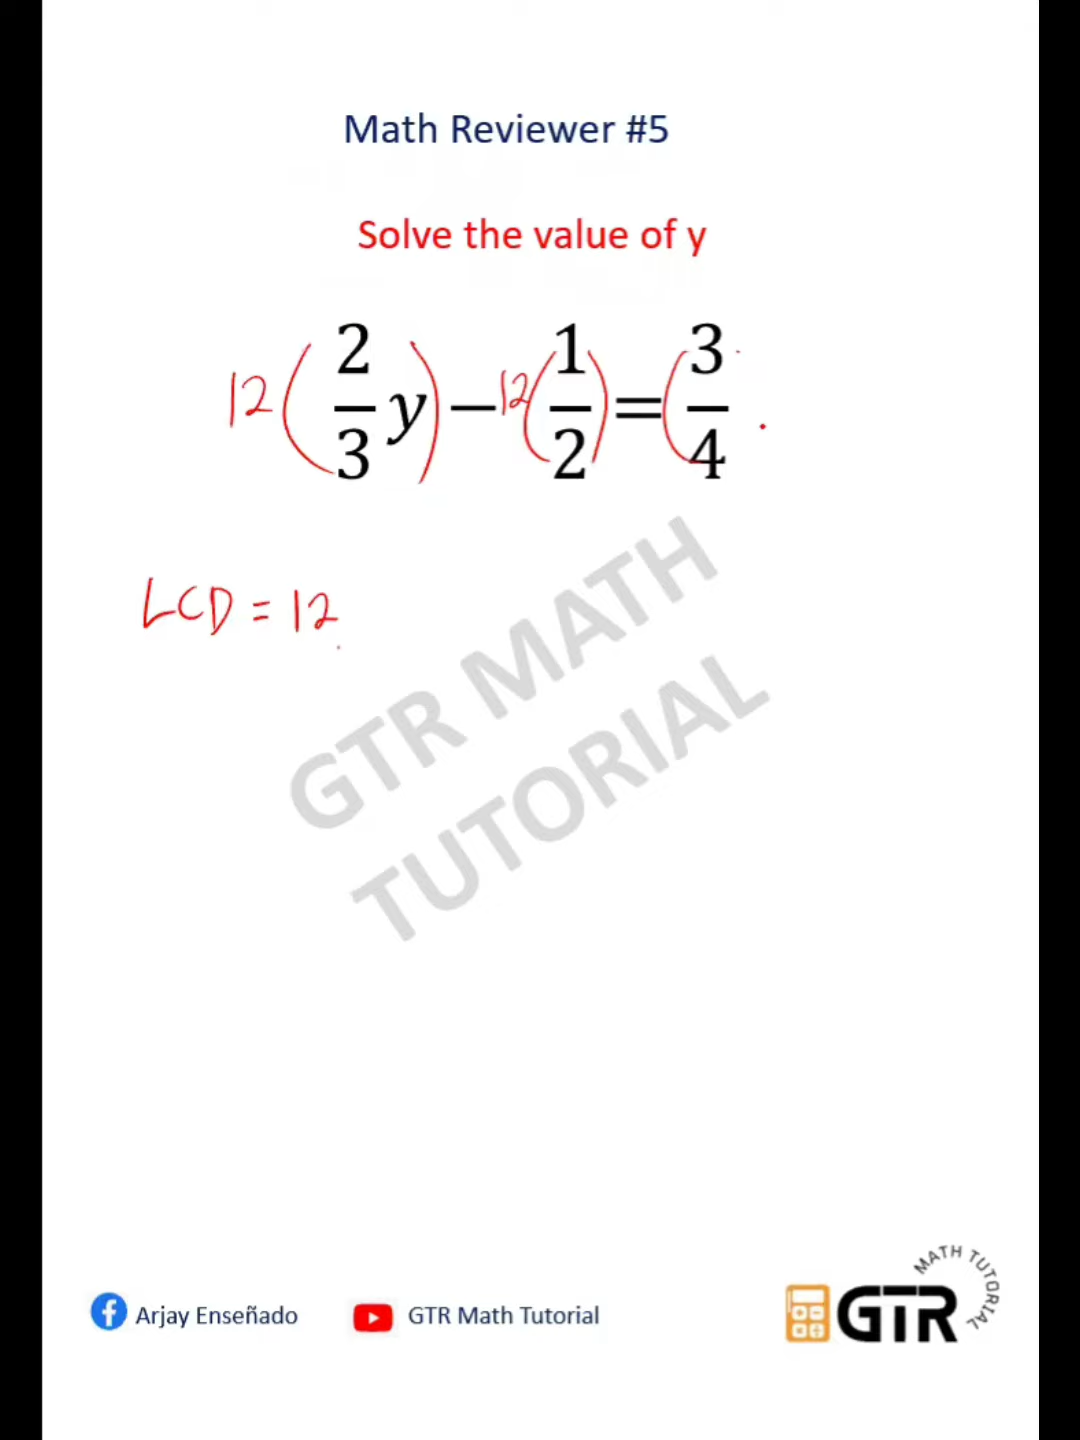 Math Reviewer #5
Solve the value of y
12(2/3 y) - 12(1/2) = (3/4
LCD = 12
GTR MATH
TUTORIAL
Arjay Enseñado
GTR Math Tutorial
GTR
MATH TUTORIAL